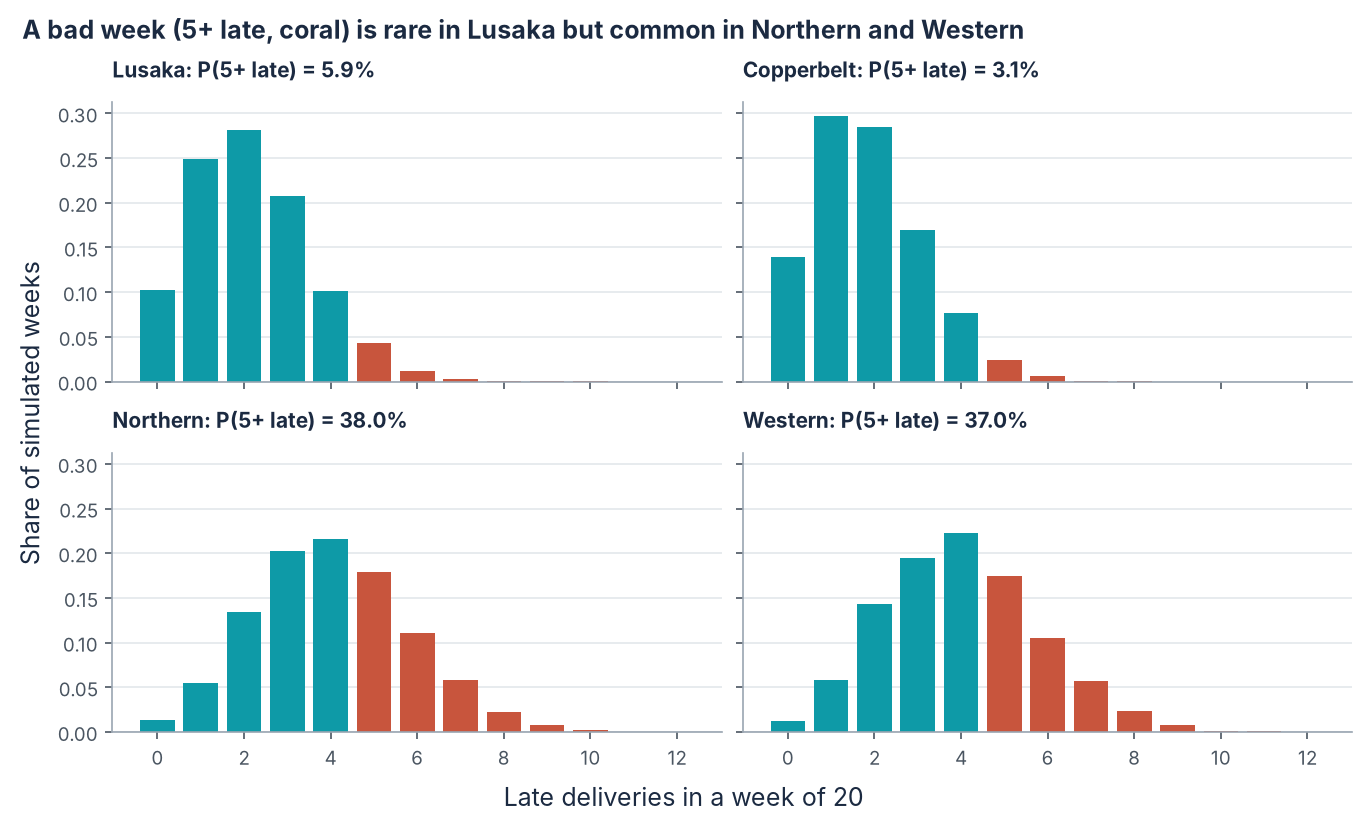 A bad week (5+ late, coral) is rare in Lusaka but common in Northern and Western
Lusaka: P(5+ late) = 5.9%
Copperbelt: P(5+ late) = 3.1%
Share of simulated weeks
0.30
0.25
0.20
0.15
0.10
0.05
0.00
Northern: P(5+ late) = 38.0%
Western: P(5+ late) = 37.0%
0.30
0.25
0.20
0.15
0.10
0.05
0.00
0 2 4 6 8 10 12
0 2 4 6 8 10 12
Late deliveries in a week of 20